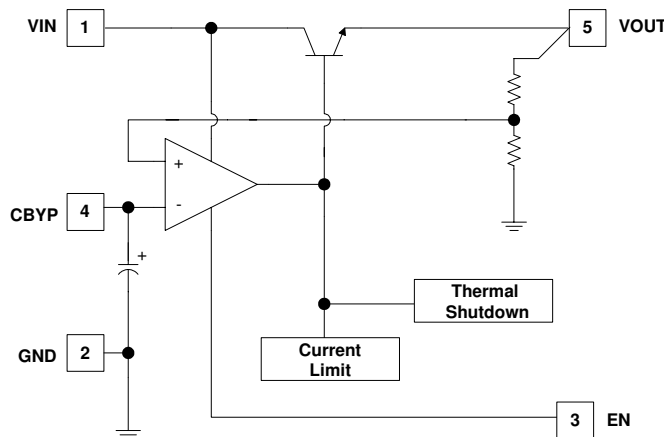 VIN 1
5 VOUT
+
CBYP 4
-
+
Thermal
Shutdown
GND 2
Current
Limit
3 EN